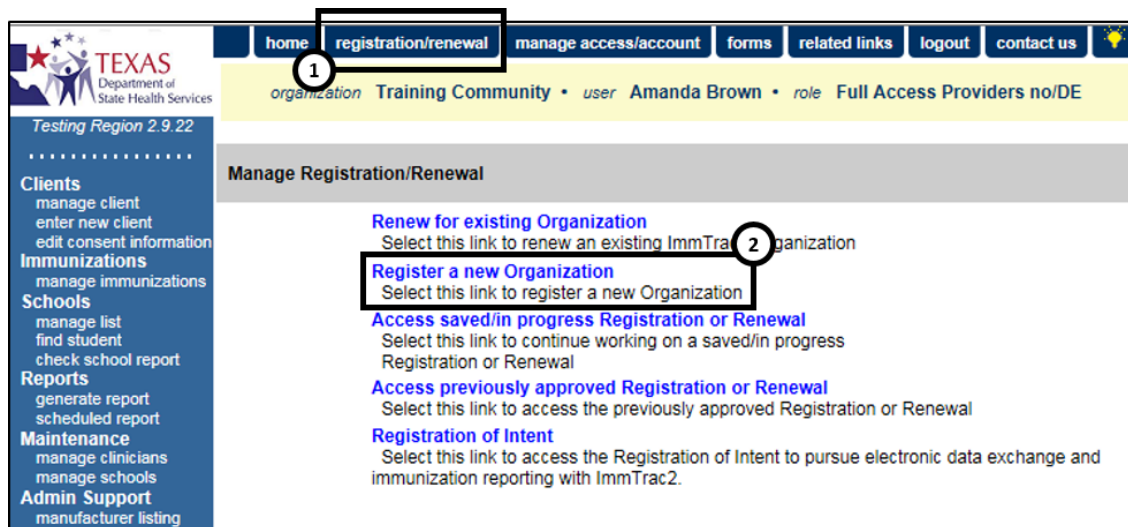 home registration/renewal manage access/account forms related links logout contact us
1
TEXAS
Department of
State Health Services
organization Training Community • user Amanda Brown • role Full Access Providers no/DE
Testing Region 2.9.22
Manage Registration/Renewal
Clients
manage client
enter new client
edit consent information
Immunizations
manage immunizations
Schools
manage list
find student
check school report
Reports
generate report
scheduled report
Maintenance
manage clinicians
manage schools
Admin Support
manufacturer listing
Renew for existing Organization
Select this link to renew an existing
2
Register a new Organization
Select this link to register a new Organization
Access saved/in progress Registration or Renewal
Select this link to continue working on a saved/in progress
Registration or Renewal
Access previously approved Registration or Renewal
Select this link to access the previously approved Registration or Renewal
Registration of Intent
Select this link to access the Registration of Intent to pursue electronic data exchange and
immunization reporting with ImmTrac2.